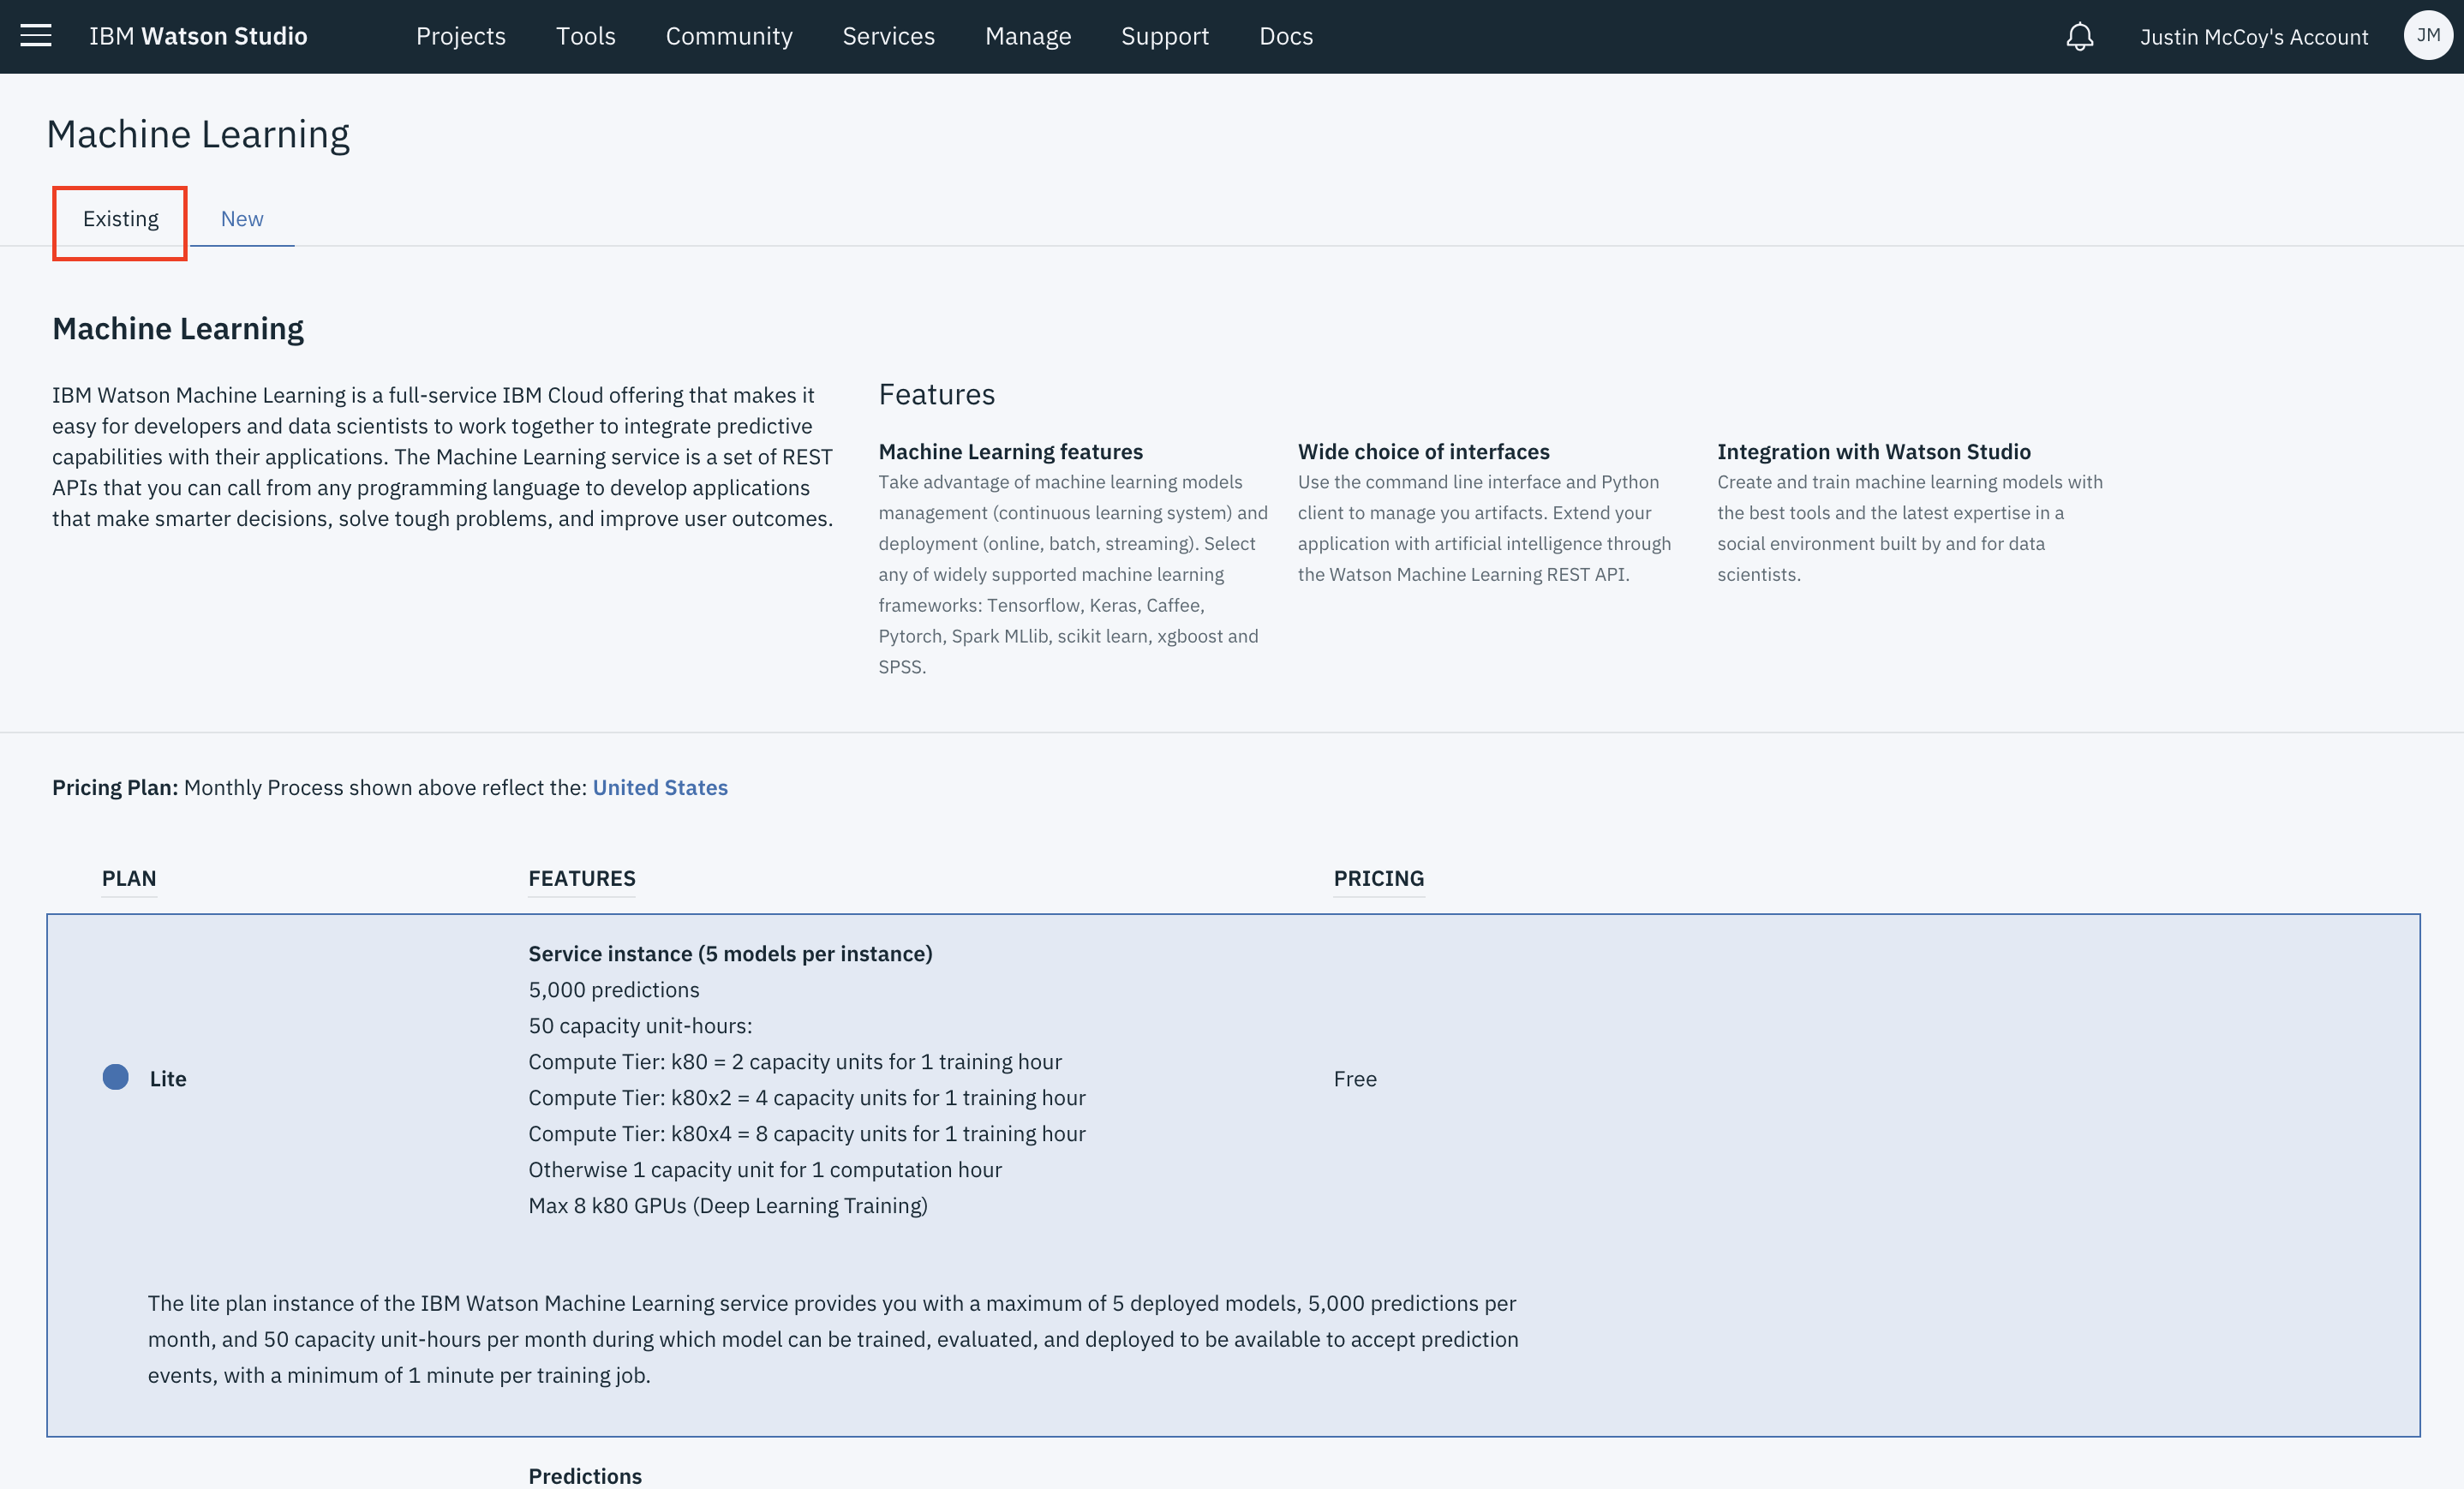 IBM Watson Studio Projects Tools Community Services Manage Support Docs Justin McCoy's Account JM
Machine Learning
Existing New
Machine Learning
IBM Watson Machine Learning is a full-service IBM Cloud offering that makes it
easy for developers and data scientists to work together to integrate predictive
capabilities with their applications. The Machine Learning service is a set of REST
APIs that you can call from any programming language to develop applications
that make smarter decisions, solve tough problems, and improve user outcomes.
Features
Machine Learning features
Take advantage of machine learning models
management (continuous learning system) and
deployment (online, batch, streaming). Select
any of widely supported machine learning
frameworks: Tensorflow, Keras, Caffee,
Pytorch, Spark MLlib, scikit learn, xgboost and
SPSS.
Wide choice of interfaces
Use the command line interface and Python
client to manage you artifacts. Extend your
application with artificial intelligence through
the Watson Machine Learning REST API.
Integration with Watson Studio
Create and train machine learning models with
the best tools and the latest expertise in a
social environment built by and for data
scientists.
Pricing Plan: Monthly Process shown above reflect the: United States
PLAN FEATURES PRICING
Service instance (5 models per instance)
5,000 predictions
50 capacity unit-hours:
Compute Tier: k80 = 2 capacity units for 1 training hour
Lite
Free
Compute Tier: k80x2 = 4 capacity units for 1 training hour
Compute Tier: k80x4 = 8 capacity units for 1 training hour
Otherwise 1 capacity unit for 1 computation hour
Max 8 k80 GPUs (Deep Learning Training)
The lite plan instance of the IBM Watson Machine Learning service provides you with a maximum of 5 deployed models, 5,000 predictions per
month, and 50 capacity unit-hours per month during which model can be trained, evaluated, and deployed to be available to accept prediction
events, with a minimum of 1 minute per training job.
Predictions